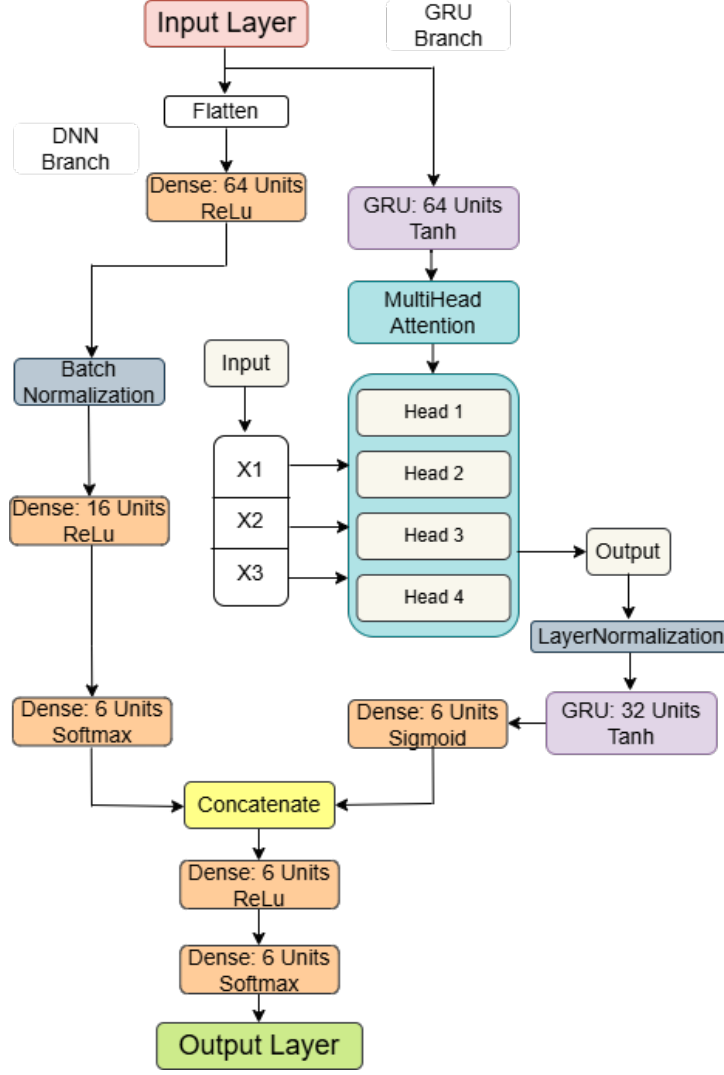 Input Layer
GRU
Branch
Flatten
DNN
Branch
Dense: 64 Units
ReLu
GRU: 64 Units
Tanh
MultiHead
Attention
Input
Batch
Normalization
Head 1
X1
Head 2
Dense: 16 Units
ReLu
X2
Head 3
Output
X3
Head 4
LayerNormalization
Dense: 6 Units
Softmax
Dense: 6 Units
Sigmoid
GRU: 32 Units
Tanh
Concatenate
Dense: 6 Units
ReLu
Dense: 6 Units
Softmax
Output Layer